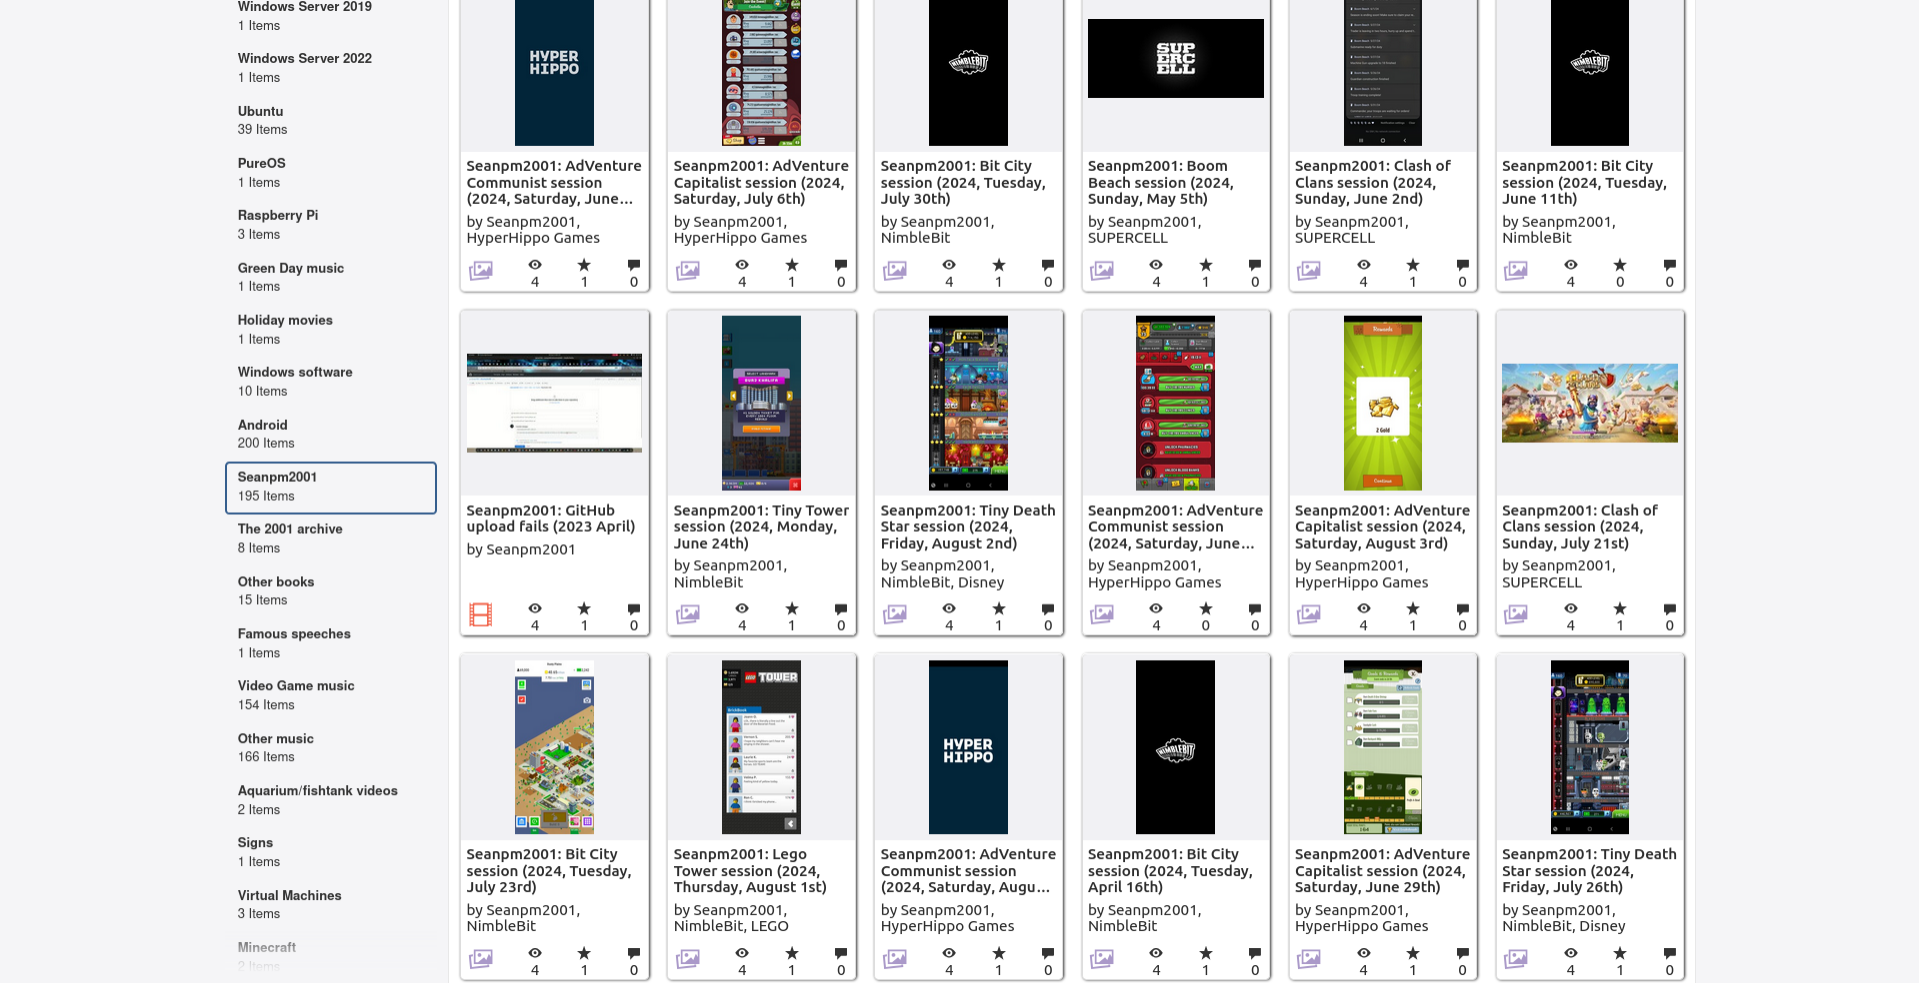 Windows Server 2019
1 Items
Windows Server 2022
1 Items
Ubuntu
39 Items
PureOS
1 Items
Raspberry Pi
3 Items
Green Day music
1 Items
Holiday movies
1 Items
Windows software
10 Items
Android
200 Items
Seanpm2001
195 Items
The 2001 archive
8 Items
Other books
15 Items
Famous speeches
1 Items
Video Game music
154 Items
Other music
166 Items
Aquarium/fishtank videos
2 Items
Signs
1 Items
Virtual Machines
3 Items
Minecraft
2 Items
HYPER
HIPPO
Seanpm2001: AdVenture
Communist session
(2024, Saturday, June...
by Seanpm2001,
HyperHippo Games
4 1 0
Seanpm2001: AdVenture
Capitalist session (2024,
Saturday, July 6th)
by Seanpm2001,
HyperHippo Games
4 1 0
NIMBLEBIT
Seanpm2001: Bit City
session (2024, Tuesday,
July 30th)
by Seanpm2001,
NimbleBit
4 1 0
SUP
ERC
ELL
Seanpm2001: Boom
Beach session (2024,
Sunday, May 5th)
by Seanpm2001,
SUPERCELL
4 1 0
Seanpm2001: Clash of
Clans session (2024,
Sunday, June 2nd)
by Seanpm2001,
SUPERCELL
4 1 0
NIMBLEBIT
Seanpm2001: Bit City
session (2024, Tuesday,
June 11th)
by Seanpm2001,
NimbleBit
4 0 0
Seanpm2001: GitHub
upload fails (2023 April)
by Seanpm2001
4 1 0
Seanpm2001: Tiny Tower
session (2024, Monday,
June 24th)
by Seanpm2001,
NimbleBit
4 1 0
Seanpm2001: Tiny Death
Star session (2024,
Friday, August 2nd)
by Seanpm2001,
NimbleBit, Disney
4 1 0
Seanpm2001: AdVenture
Communist session
(2024, Saturday, June...
by Seanpm2001,
HyperHippo Games
4 0 0
Rewards
2 Gold
Continue
Seanpm2001: AdVenture
Capitalist session (2024,
Saturday, August 3rd)
by Seanpm2001,
HyperHippo Games
4 1 0
Seanpm2001: Clash of
Clans session (2024,
Sunday, July 21st)
by Seanpm2001,
SUPERCELL
4 1 0
Seanpm2001: Bit City
session (2024, Tuesday,
July 23rd)
by Seanpm2001,
NimbleBit
4 1 0
LEGO TOWER
Seanpm2001: Lego
Tower session (2024,
Thursday, August 1st)
by Seanpm2001,
NimbleBit, LEGO
4 1 0
HYPER
HIPPO
Seanpm2001: AdVenture
Communist session
(2024, Saturday, Augu...
by Seanpm2001,
HyperHippo Games
4 1 0
NIMBLEBIT
Seanpm2001: Bit City
session (2024, Tuesday,
April 16th)
by Seanpm2001,
NimbleBit
4 1 0
Seanpm2001: AdVenture
Capitalist session (2024,
Saturday, June 29th)
by Seanpm2001,
HyperHippo Games
4 1 0
Seanpm2001: Tiny Death
Star session (2024,
Friday, July 26th)
by Seanpm2001,
NimbleBit, Disney
4 1 0